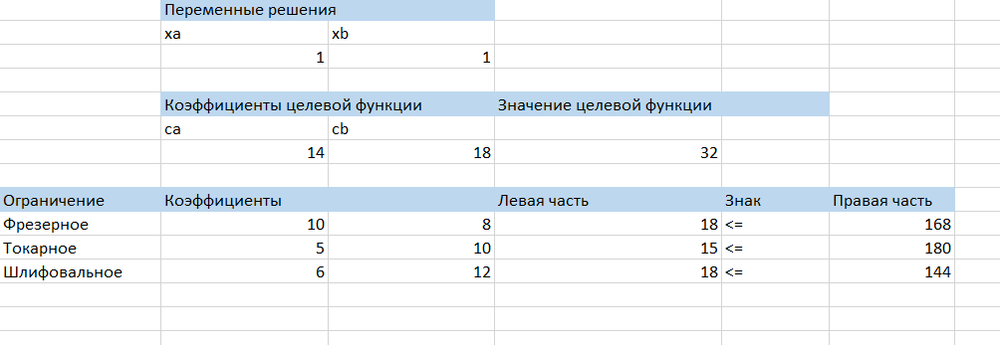 Переменные решения
xa xb
1 1
Коэффициенты целевой функции Значение целевой функции
ca cb
14 18 32
Ограничение Коэффициенты Левая часть Знак Правая часть
Фрезерное 10 8 18 <= 168
Токарное 5 10 15 <= 180
Шлифовальное 6 12 18 <= 144